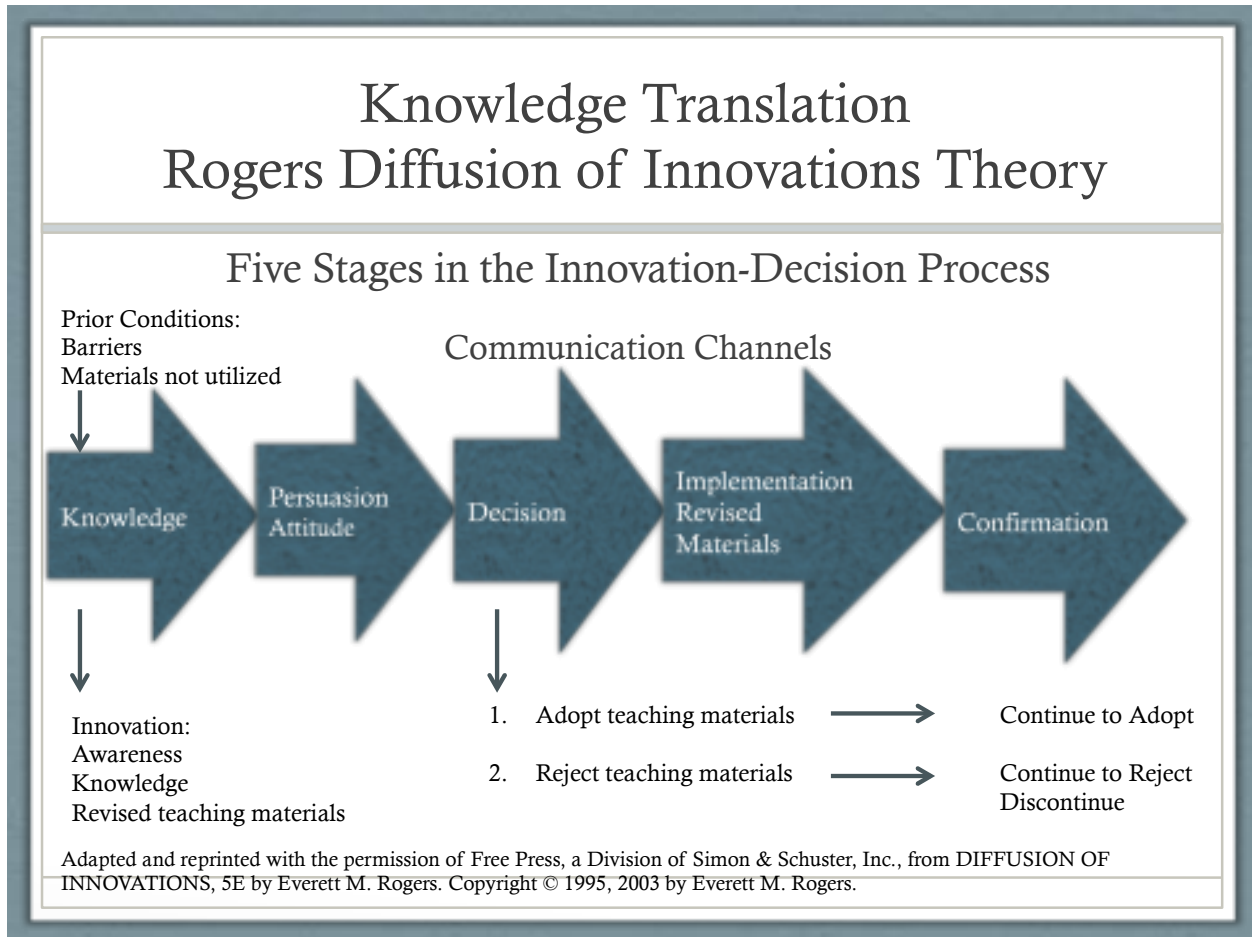 Knowledge Translation
Rogers Diffusion of Innovations Theory
Five Stages in the Innovation-Decision Process
Prior Conditions:
Barriers
Materials not utilized
Communication Channels
Knowledge
Persuasion
Attitude
Decision
Implementation
Revised
Materials
Confirmation
Innovation:
Awareness
Knowledge
Revised teaching materials
1. Adopt teaching materials
Continue to Adopt
2. Reject teaching materials
Continue to Reject
Discontinue
Adapted and reprinted with the permission of Free Press, a Division of Simon & Schuster, Inc., from DIFFUSION OF
INNOVATIONS, 5E by Everett M. Rogers. Copyright © 1995, 2003 by Everett M. Rogers.